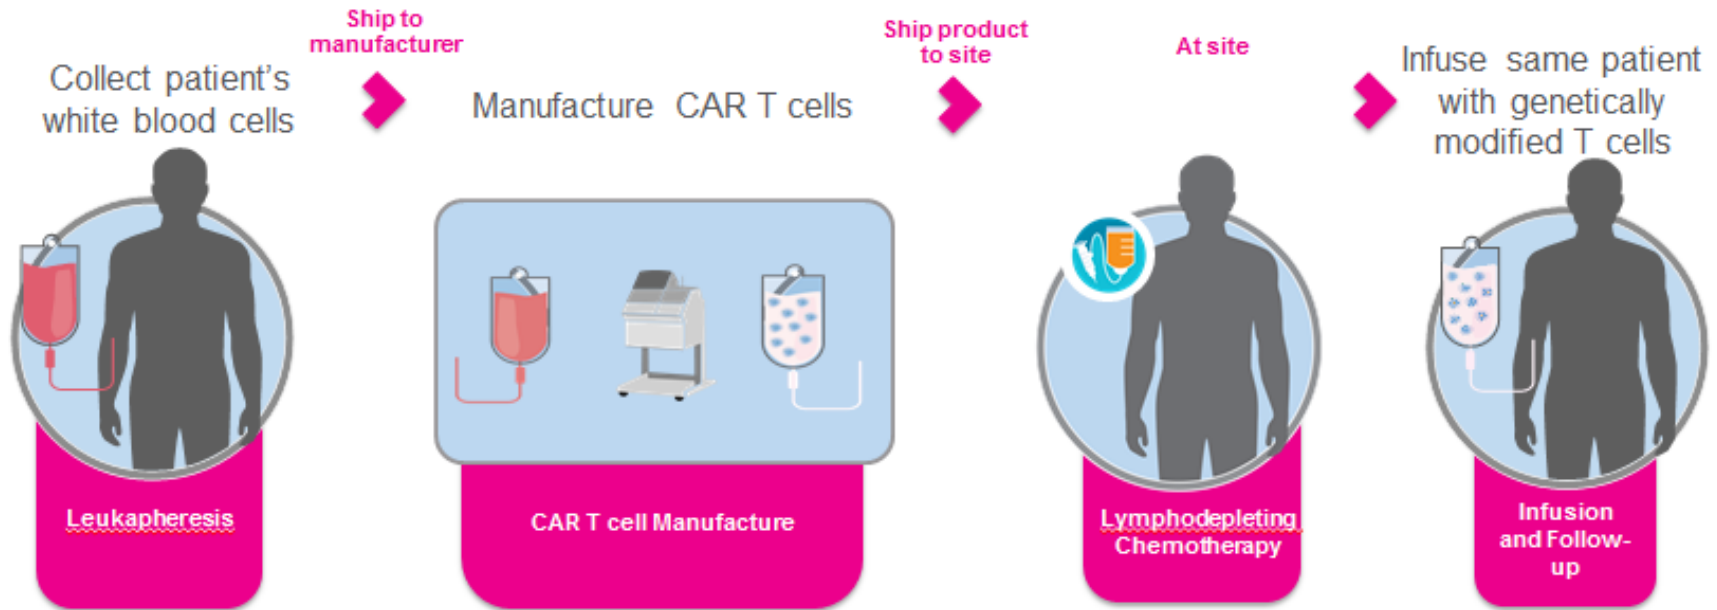 Collect patient's
white blood cells
Ship to
manufacturer
Manufacture CAR T cells
Ship product
to site
At site
Infuse same patient
with genetically
modified T cells
Leukapheresis
CAR T cell Manufacture
Lymphodepleting
Chemotherapy
Infusion
and Follow-
up